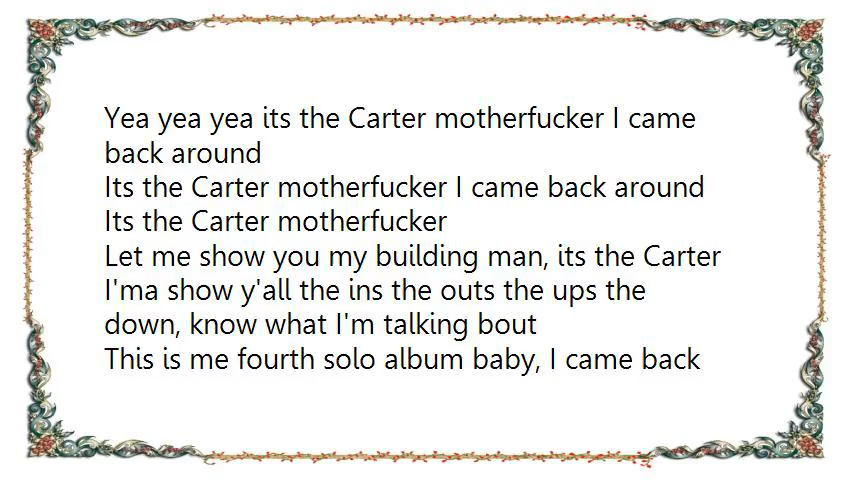 Yea yea yea its the Carter motherfucker I came
back around
Its the Carter motherfucker I came back around
Its the Carter motherfucker
Let me show you my building man, its the Carter
I'ma show y'all the ins the outs the ups the
down, know what I'm talking bout
This is me fourth solo album baby, I came back